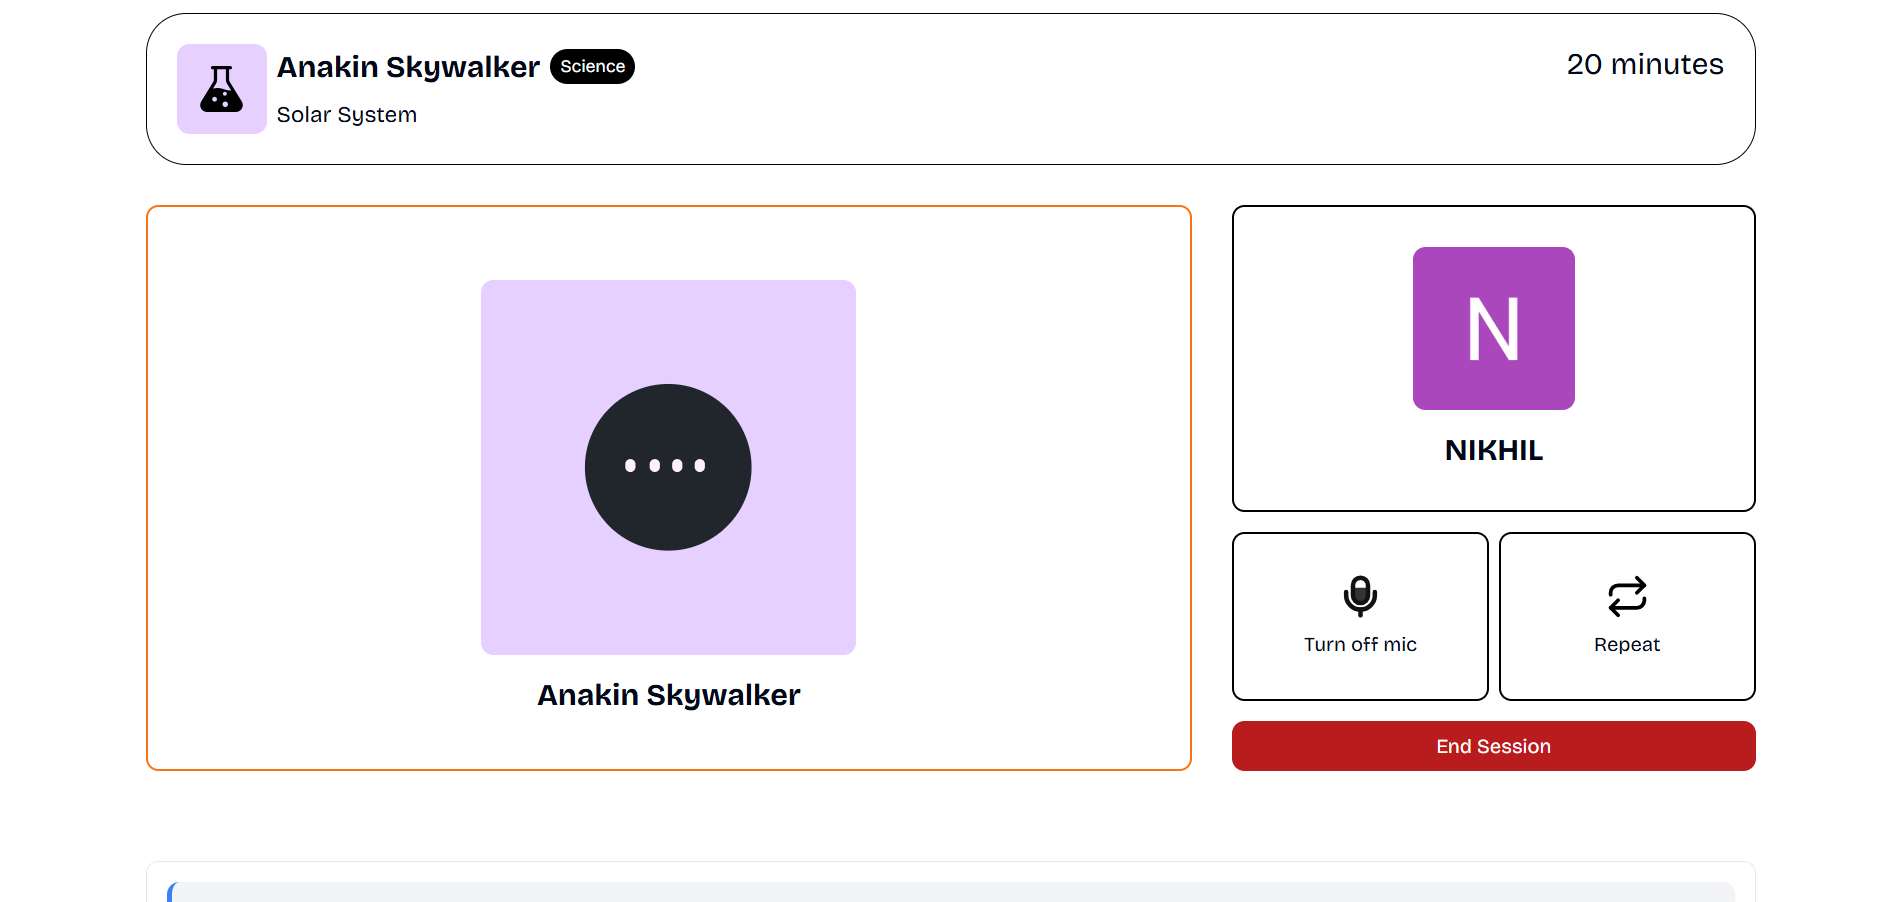 Anakin Skywalker Science
Solar System
20 minutes
Anakin Skywalker
N
NIKHIL
Turn off mic
Repeat
End Session